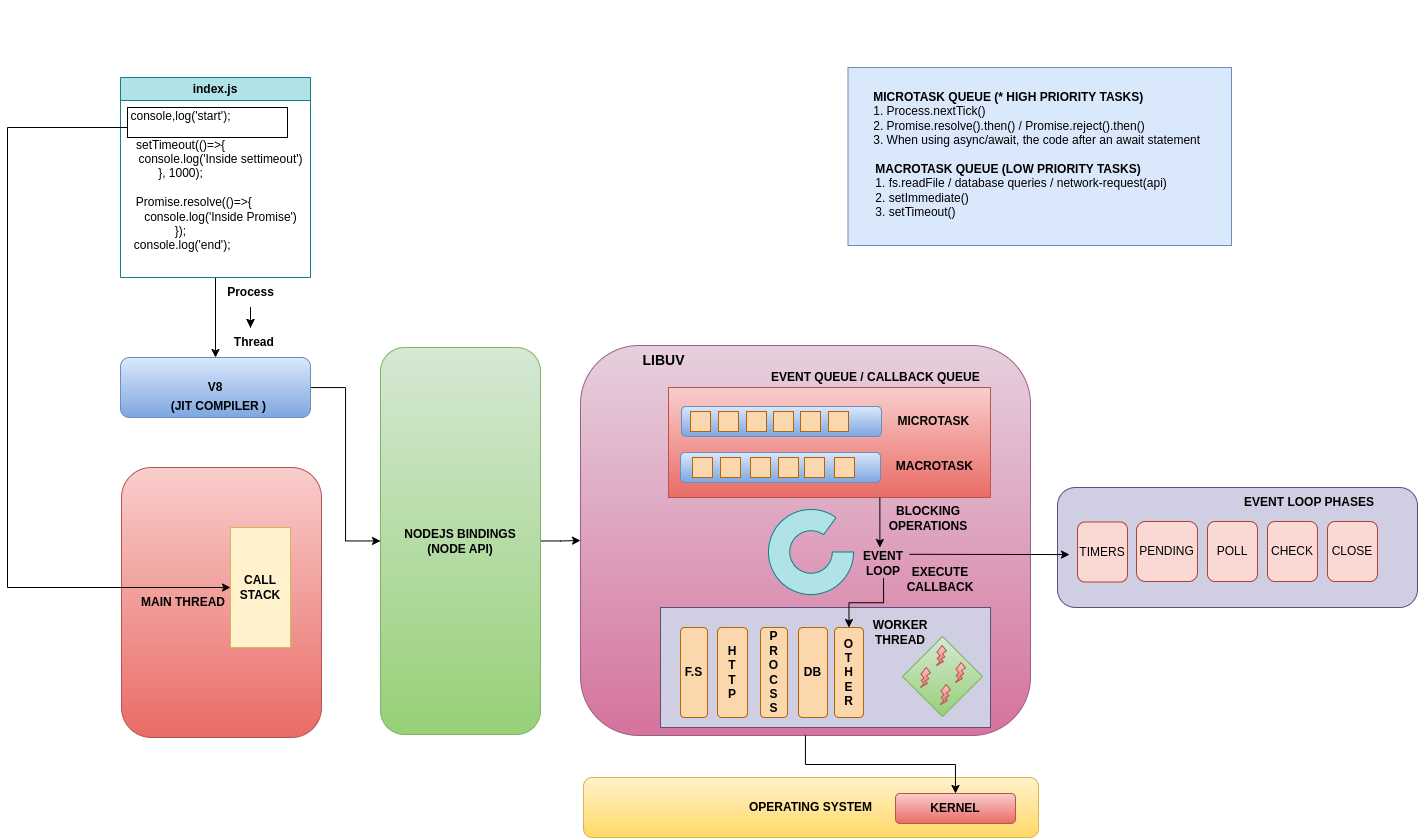 index.js
console,log('start');
setTimeout(()=>{
console.log('Inside settimeout')
}, 1000);
Promise.resolve(()=>{
console.log('Inside Promise')
});
console.log('end');
MICROTASK QUEUE (* HIGH PRIORITY TASKS)
1. Process.nextTick()
2. Promise.resolve().then() / Promise.reject().then()
3. When using async/await, the code after an await statement
MACROTASK QUEUE (LOW PRIORITY TASKS)
1. fs.readFile / database queries / network-request(api)
2. setImmediate()
3. setTimeout()
Process
Thread
V8
(JIT COMPILER )
MAIN THREAD
CALL
STACK
NODEJS BINDINGS
(NODE API)
LIBUV
EVENT QUEUE / CALLBACK QUEUE
MICROTASK
MACROTASK
BLOCKING
OPERATIONS
EVENT
LOOP
EXECUTE
CALLBACK
WORKER
THREAD
F.S
H
T
T
P
P
R
O
C
S
S
DB
O
T
H
E
R
EVENT LOOP PHASES
TIMERS
PENDING
POLL
CHECK
CLOSE
OPERATING SYSTEM
KERNEL